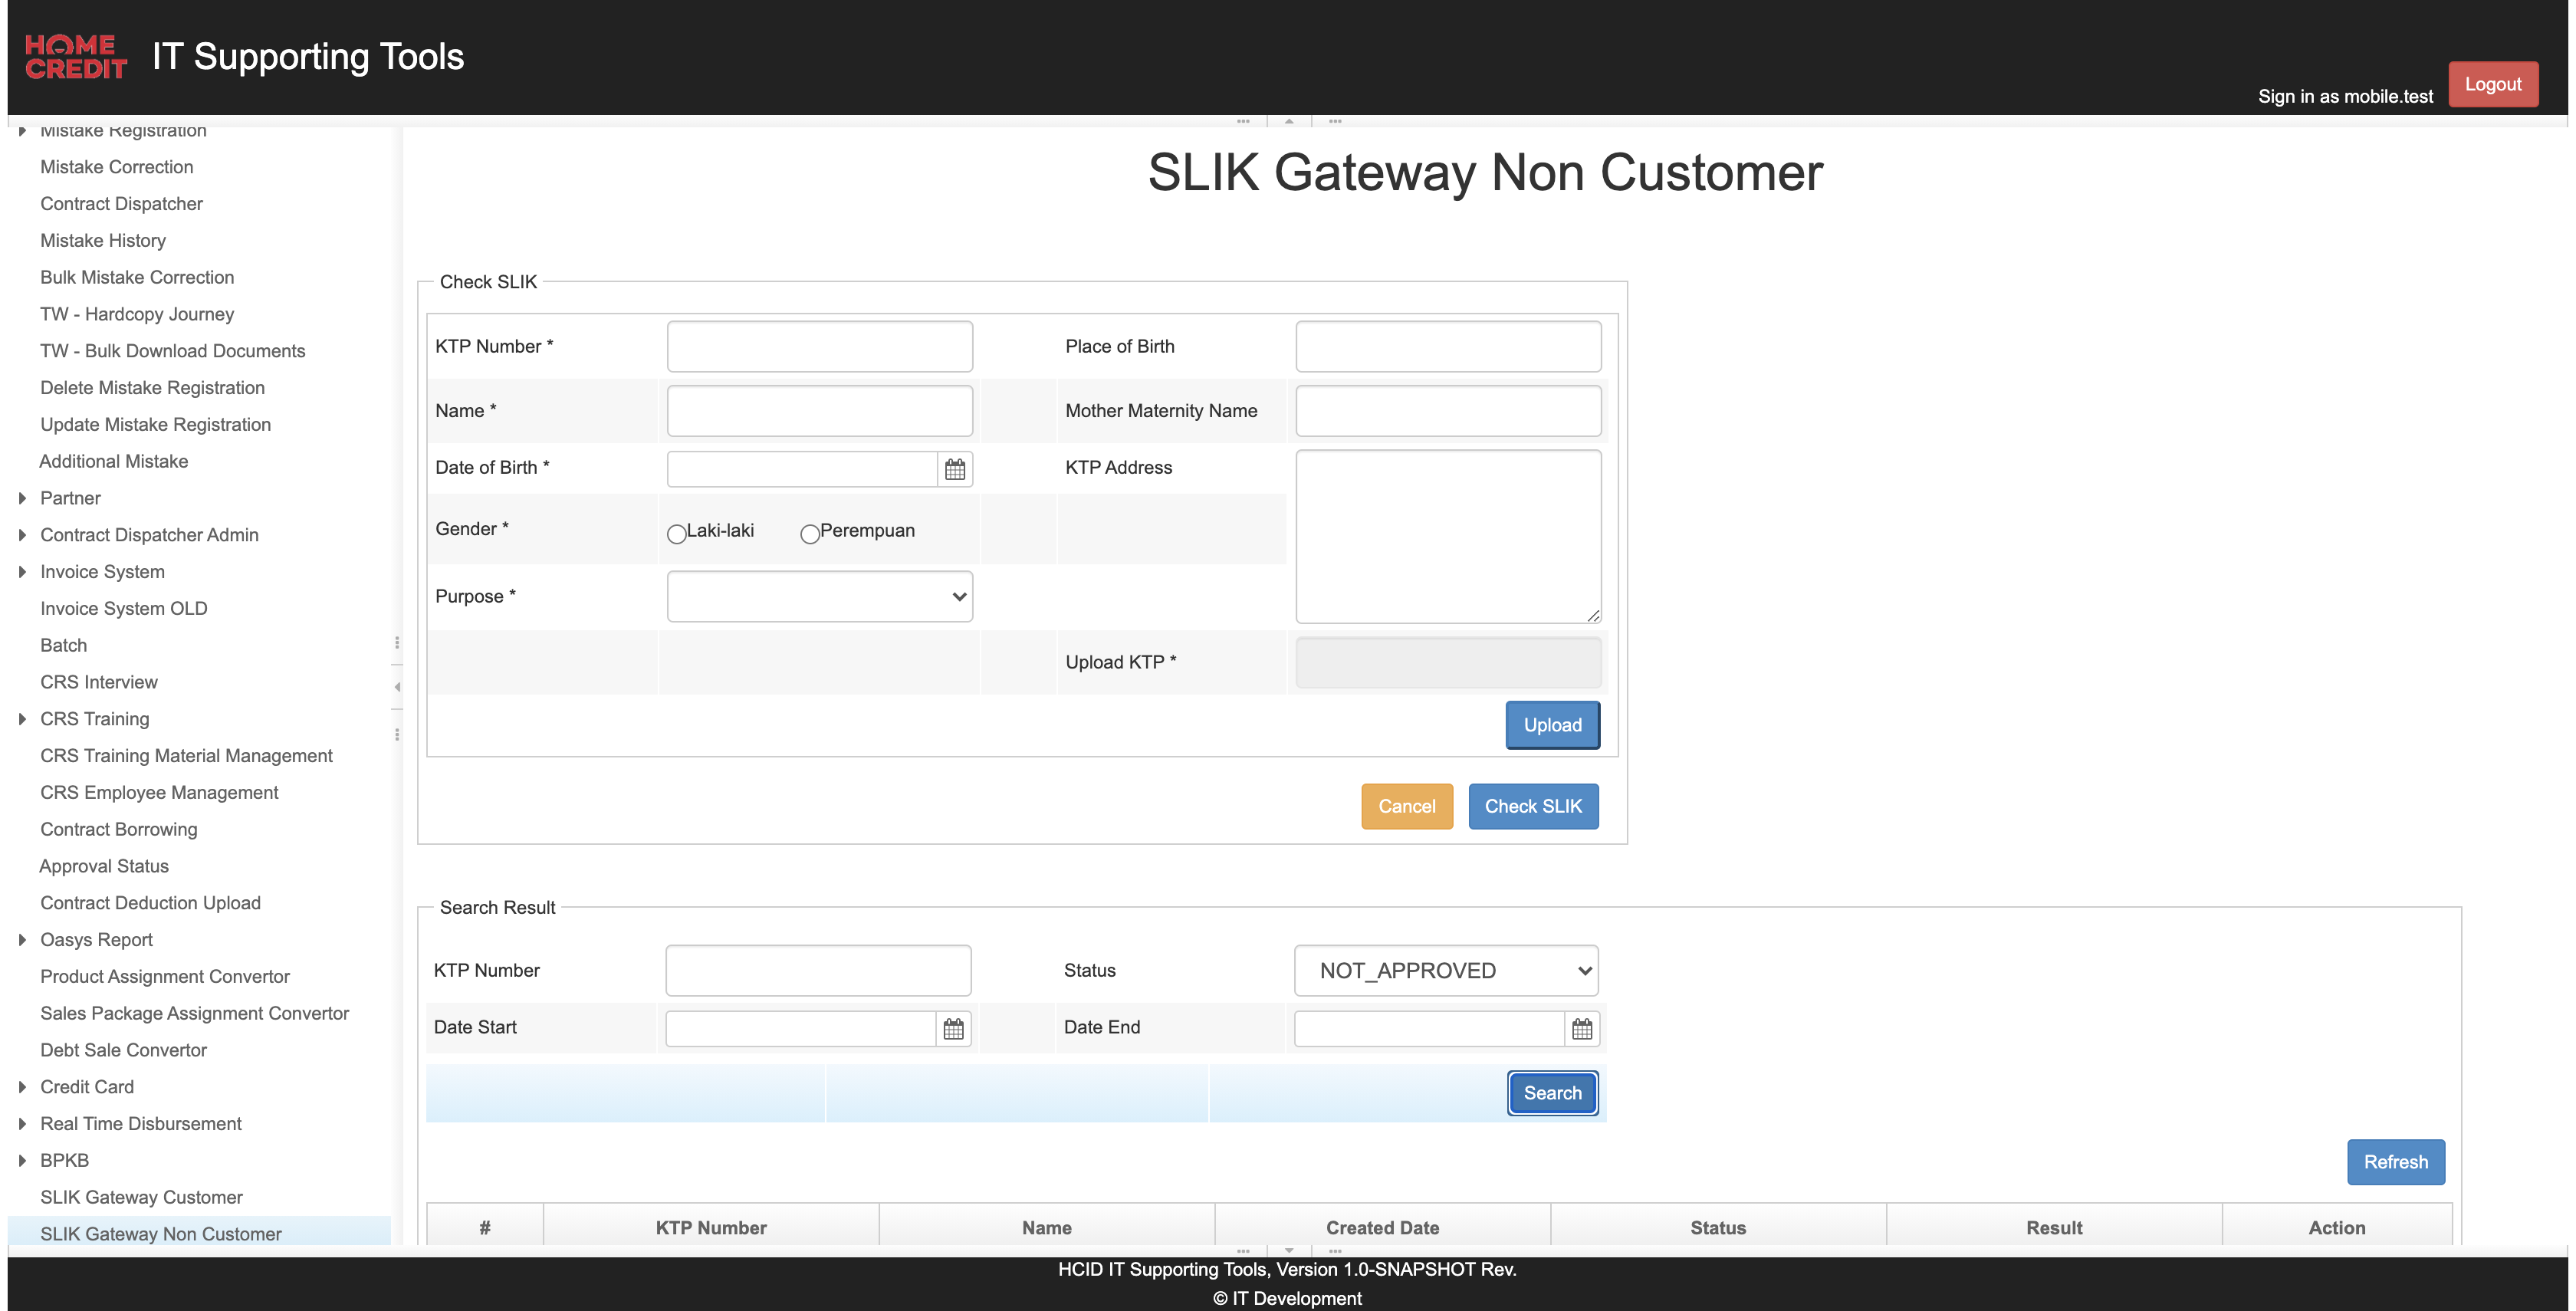 HOME
CREDIT
IT Supporting Tools
Sign in as mobile.test
Logout
Mistake Registration
Mistake Correction
Contract Dispatcher
Mistake History
Bulk Mistake Correction
TW - Hardcopy Journey
TW - Bulk Download Documents
Delete Mistake Registration
Update Mistake Registration
Additional Mistake
Partner
Contract Dispatcher Admin
Invoice System
Invoice System OLD
Batch
CRS Interview
CRS Training
CRS Training Material Management
CRS Employee Management
Contract Borrowing
Approval Status
Contract Deduction Upload
Oasys Report
Product Assignment Convertor
Sales Package Assignment Convertor
Debt Sale Convertor
Credit Card
Real Time Disbursement
BPKB
SLIK Gateway Customer
SLIK Gateway Non Customer
SLIK Gateway Non Customer
Check SLIK
KTP Number * Place of Birth
Name * Mother Maternity Name
Date of Birth * KTP Address
Gender * Laki-laki Perempuan
Purpose *
Upload KTP *
Upload
Cancel Check SLIK
Search Result
KTP Number Status NOT_APPROVED
Date Start Date End
Search
Refresh
# KTP Number Name Created Date Status Result Action
HCID IT Supporting Tools, Version 1.0-SNAPSHOT Rev.
© IT Development